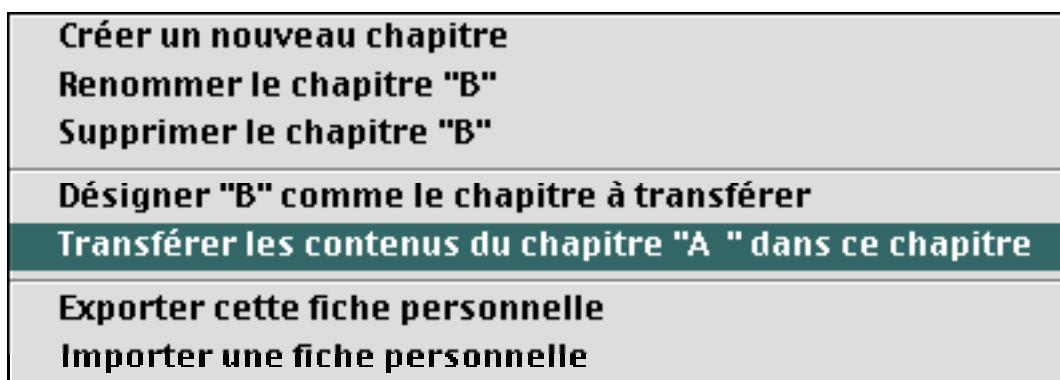 Créer un nouveau chapitre
Renommer le chapitre "B"
Supprimer le chapitre "B"
Désigner "B" comme le chapitre à transférer
Transférer les contenus du chapitre "A  " dans ce chapitre
Exporter cette fiche personnelle
Importer une fiche personnelle